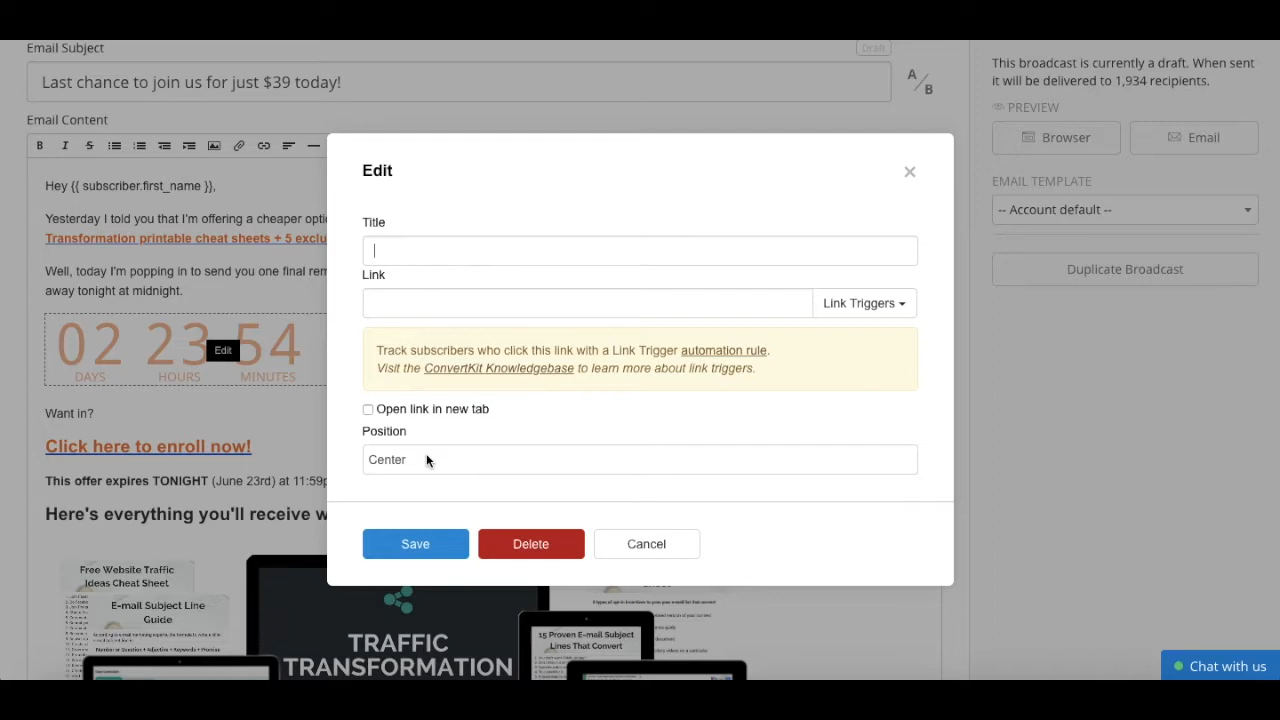 Email Subject
Draft
Last chance to join us for just $39 today!
A/B
Email Content
B I S
Hey {{ subscriber.first_name }},
Yesterday I told you that I'm offering a cheaper optio
Transformation printable cheat sheets + 5 exclu
Well, today I'm popping in to send you one final rem
away tonight at midnight.
02 23 54
Edit
DAYS HOURS MINUTES
Want in?
Click here to enroll now!
This offer expires TONIGHT (June 23rd) at 11:59p
Here's everything you'll receive w
Free Website Traffic
Ideas Cheat Sheet
E-mail Subject Line
Guide
Number or Question + Adjective + Keywords + Promise
TRAFFIC
TRANSFORMATION
15 Proven E-mail Subject
Lines That Convert
Edit
×
Title
Link
Link Triggers
Track subscribers who click this link with a Link Trigger automation rule.
Visit the ConvertKit Knowledgebase to learn more about link triggers.
Open link in new tab
Position
Center
Save
Delete
Cancel
This broadcast is currently a draft. When sent
it will be delivered to 1,934 recipients.
PREVIEW
Browser
Email
EMAIL TEMPLATE
-- Account default --
Duplicate Broadcast
Chat with us